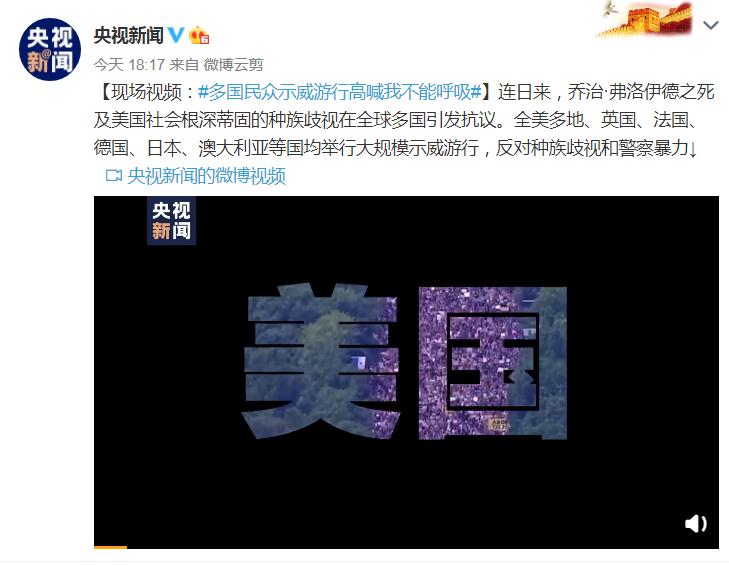 央视新闻
央视
新闻
今天 18:17 来自 微博云剪
【现场视频：#多国民众示威游行高喊我不能呼吸#】连日来，乔治·弗洛伊德之死
及美国社会根深蒂固的种族歧视在全球多国引发抗议。全美多地、英国、法国、
德国、日本、澳大利亚等国均举行大规模示威游行，反对种族歧视和警察暴力↓
央视新闻的微博视频
央视
新闻
美国